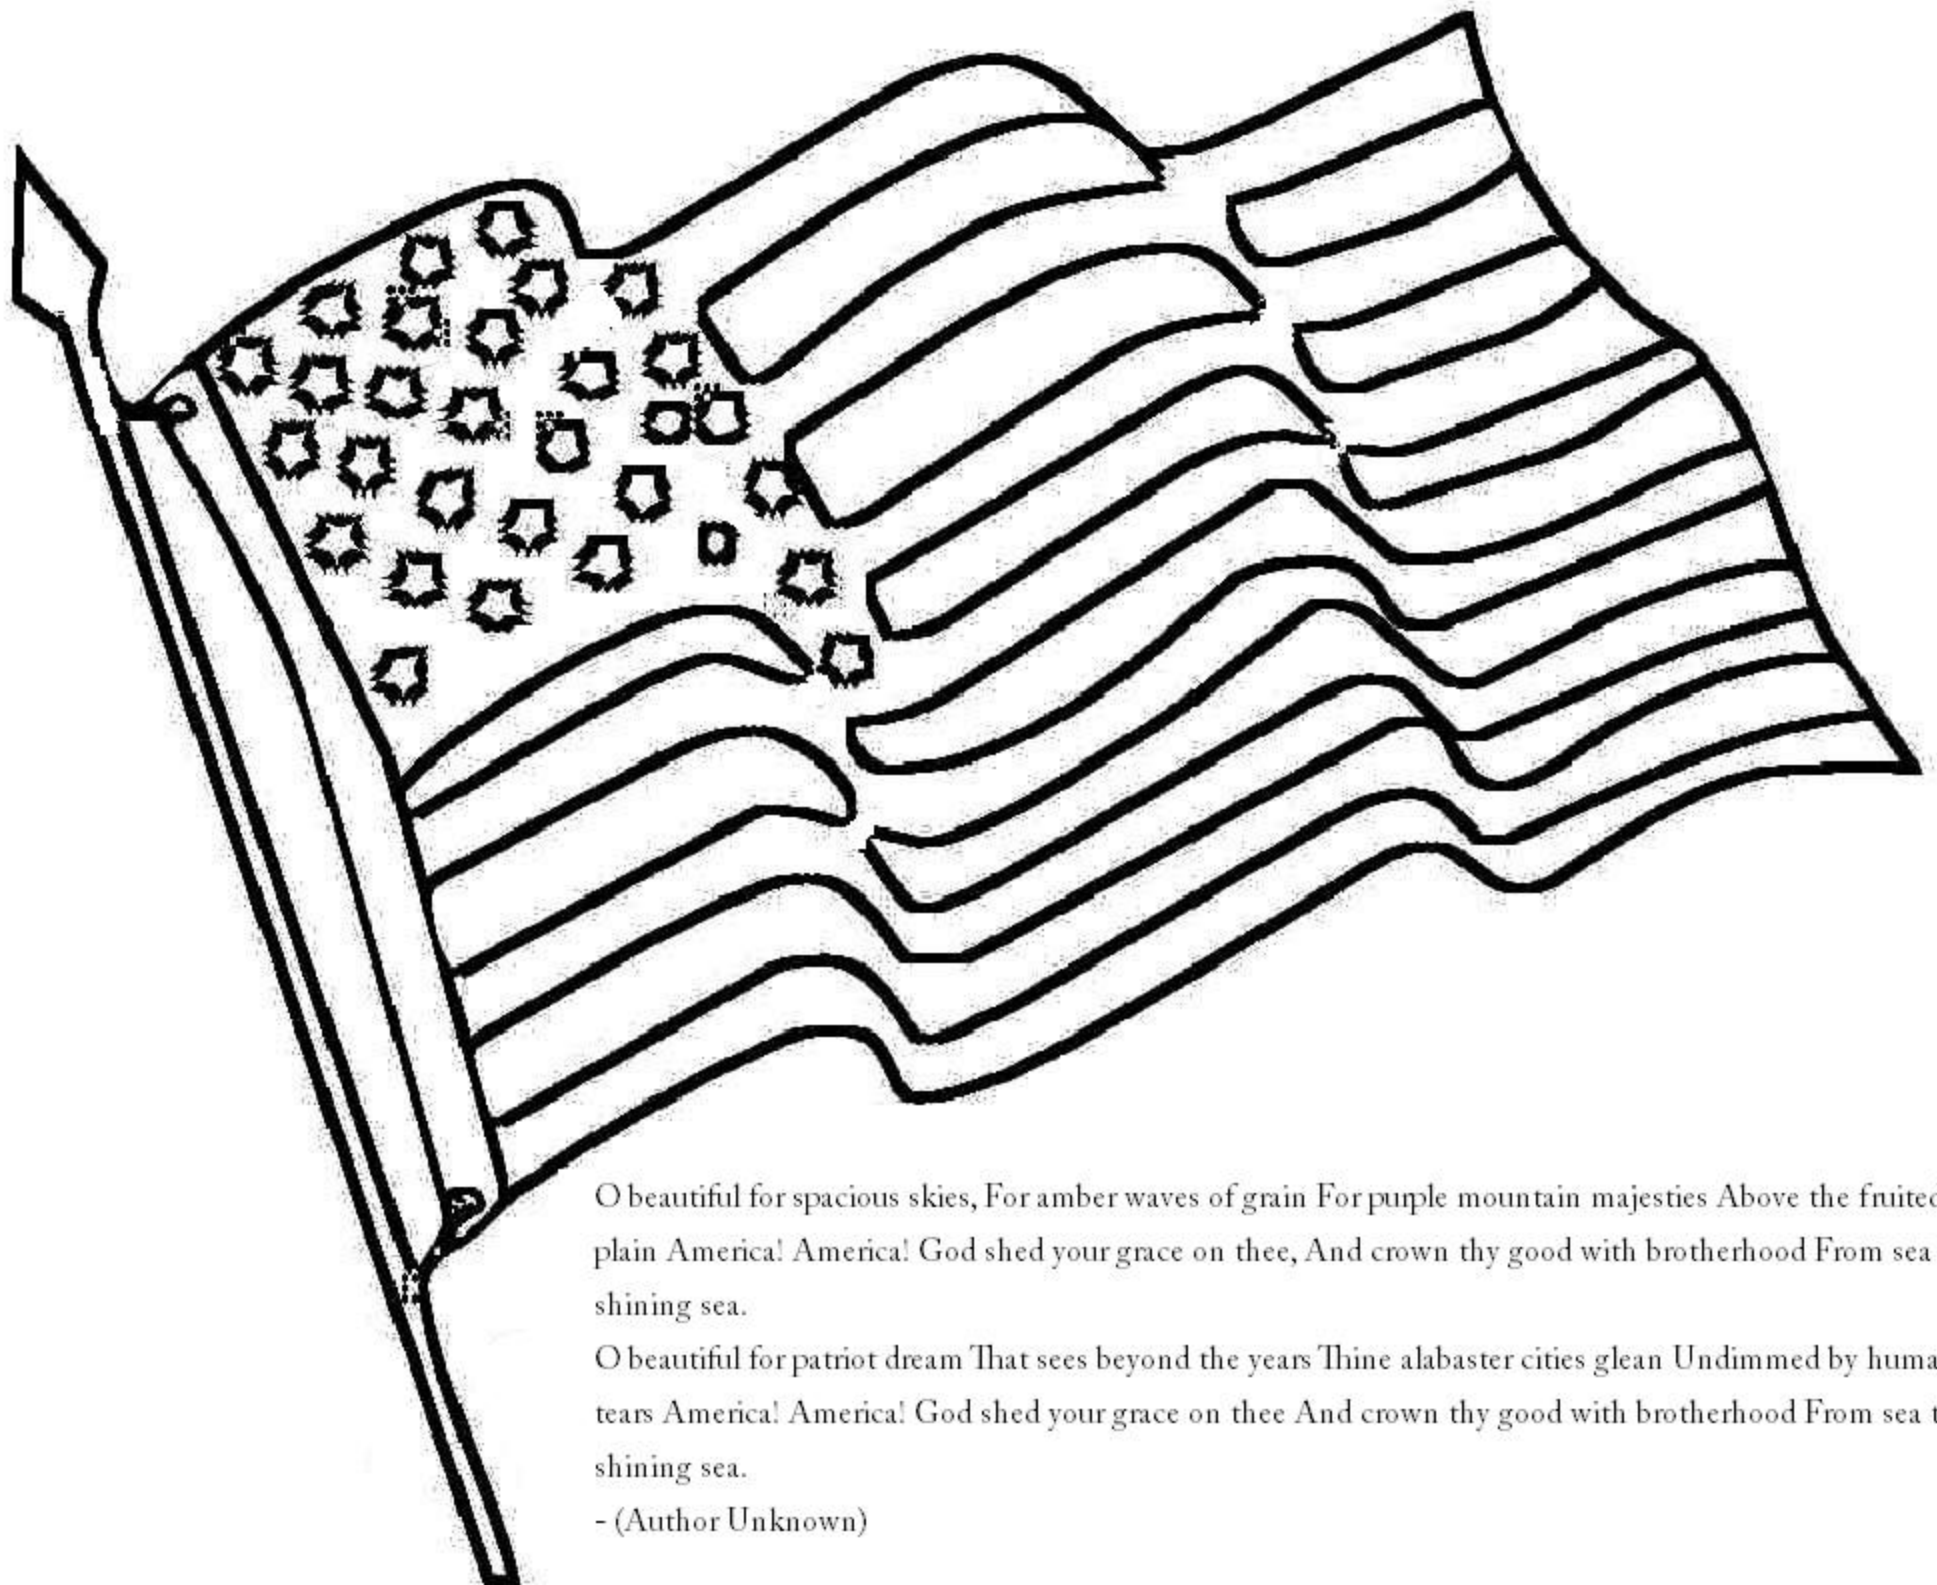 O beautiful for spacious skies, For amber waves of grain For purple mountain majesties Above the fruited
plain America! America! God shed your grace on thee, And crown thy good with brotherhood From sea
shining sea.
O beautiful for patriot dream That sees beyond the years Thine alabaster cities glean Undimmed by huma
tears America! America! God shed your grace on thee And crown thy good with brotherhood From sea t
shining sea.
- (Author Unknown)